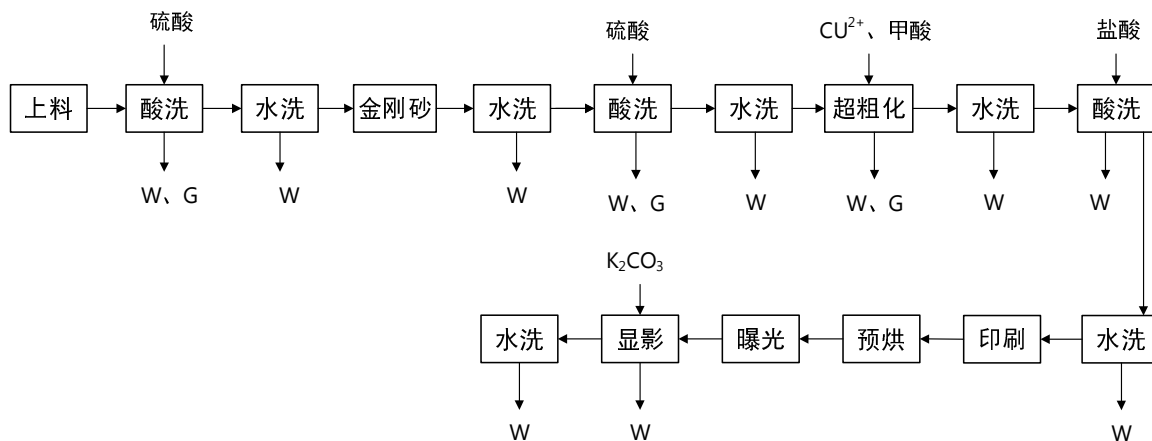 硫酸
硫酸
CU²⁺、甲酸
盐酸
上料
酸洗
水洗
金刚砂
水洗
酸洗
水洗
超粗化
水洗
酸洗
W、G
W
W
W、G
W
W、G
W
W
K₂CO₃
水洗
显影
曝光
预烘
印刷
水洗
W
W
W